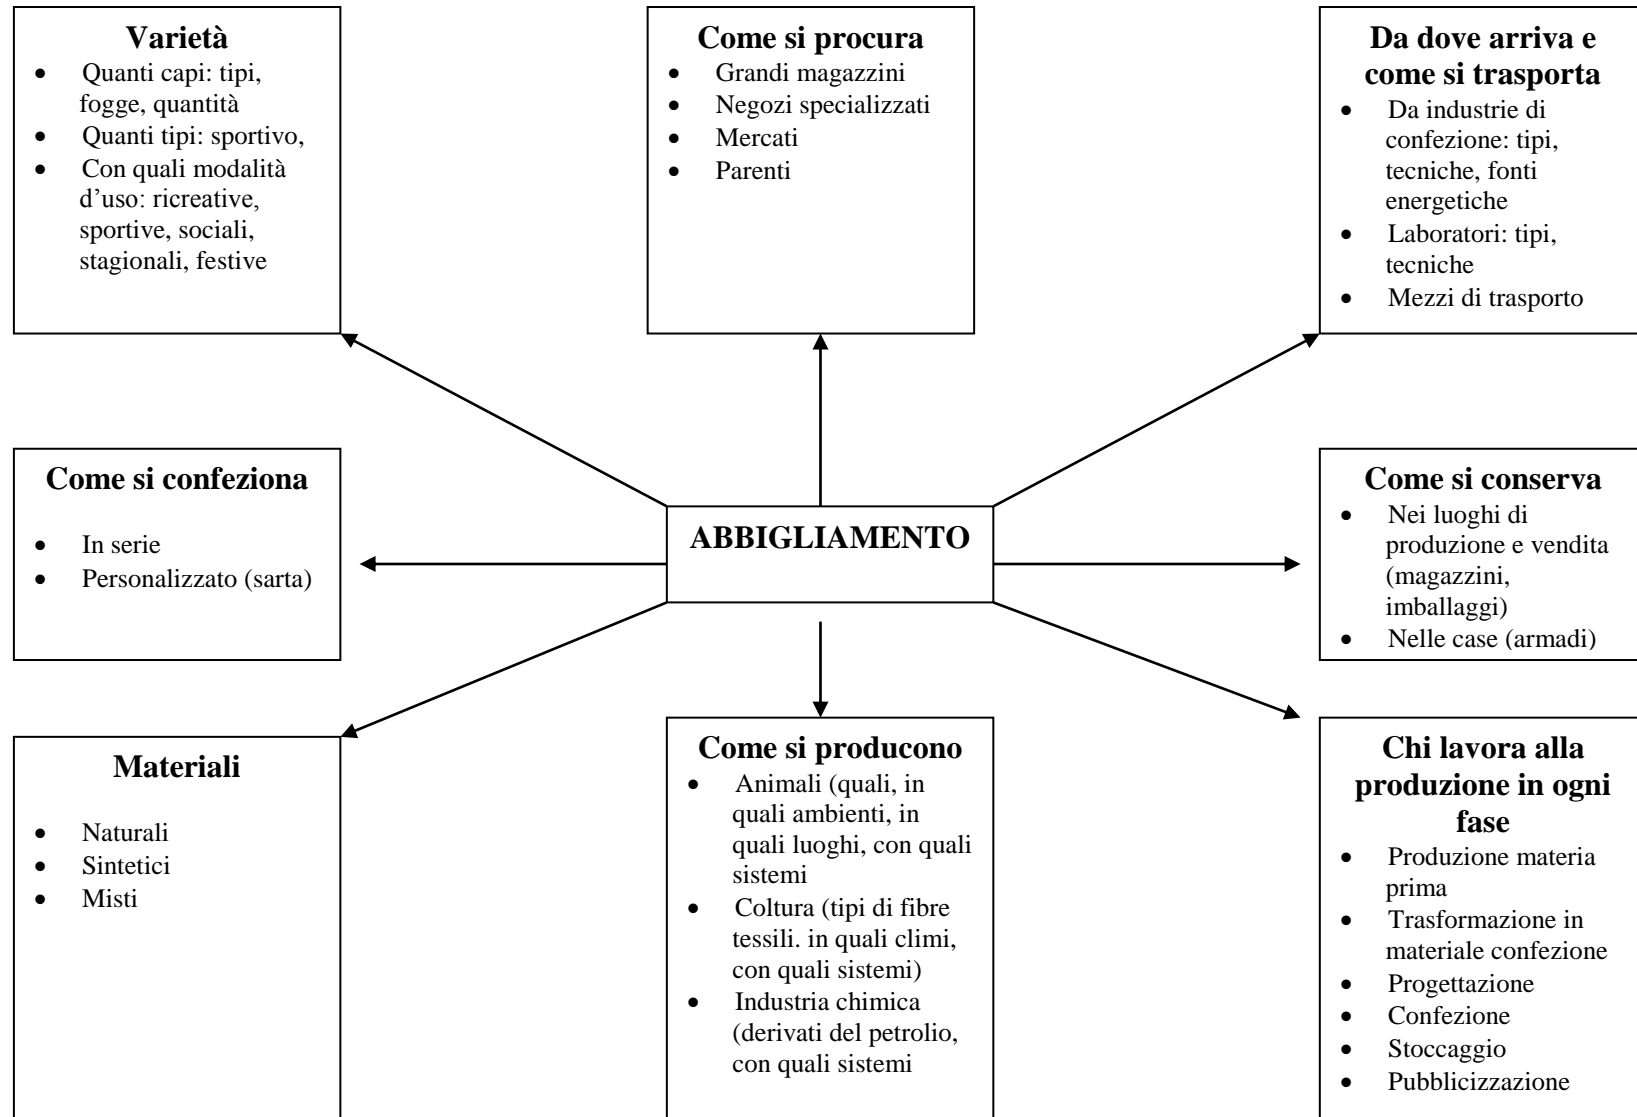 Varietà
• Quanti capi: tipi,
fogge, quantità
• Quanti tipi: sportivo,
• Con quali modalità
d’uso: ricreative,
sportive, sociali,
stagionali, festive
Come si procura
• Grandi magazzini
• Negozi specializzati
• Mercati
• Parenti
Da dove arriva e
come si trasporta
• Da industrie di
confezione: tipi,
tecniche, fonti
energetiche
• Laboratori: tipi,
tecniche
• Mezzi di trasporto
Come si confeziona
• In serie
• Personalizzato (sarta)
ABBIGLIAMENTO
Come si conserva
• Nei luoghi di
produzione e vendita
(magazzini,
imballaggi)
• Nelle case (armadi)
Materiali
• Naturali
• Sintetici
• Misti
Come si producono
• Animali (quali, in
quali ambienti, in
quali luoghi, con quali
sistemi
• Coltura (tipi di fibre
tessili. in quali climi,
con quali sistemi)
• Industria chimica
(derivati del petrolio,
con quali sistemi
Chi lavora alla
produzione in ogni
fase
• Produzione materia
prima
• Trasformazione in
materiale confezione
• Progettazione
• Confezione
• Stoccaggio
• Pubblicizzazione